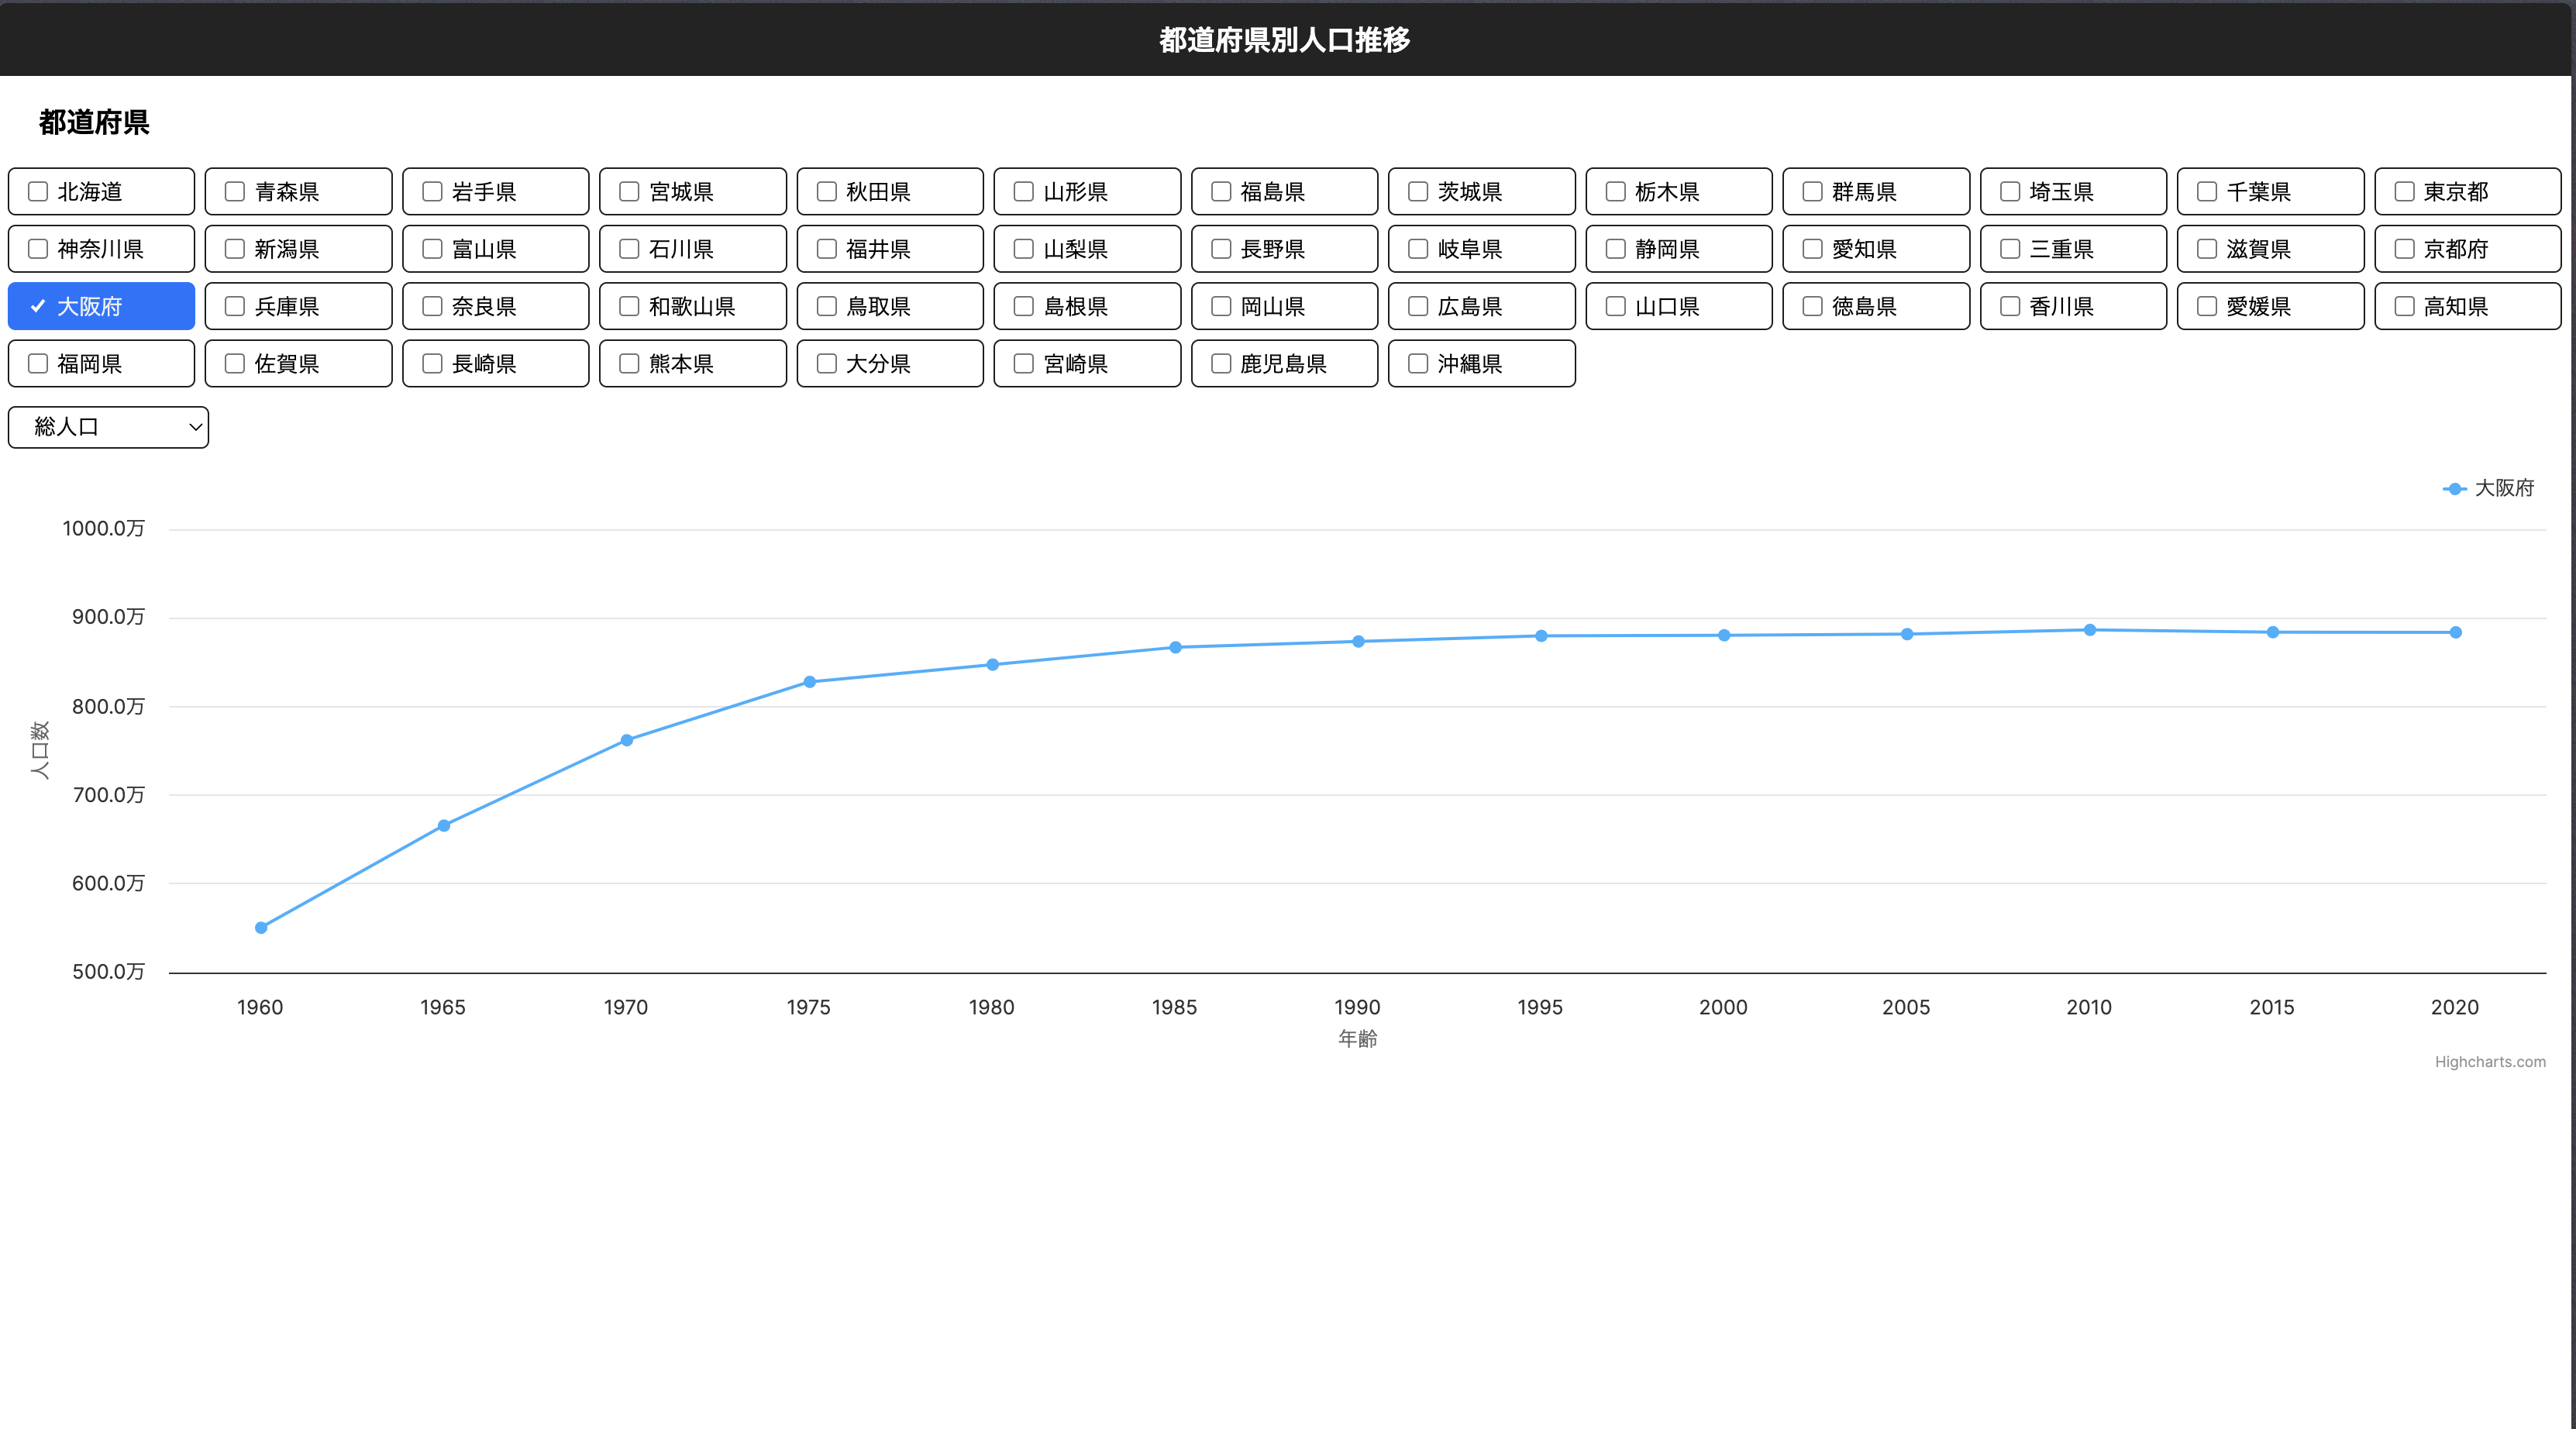 都道府県別人口推移
都道府県
北海道 青森県 岩手県 宮城県 秋田県 山形県 福島県 茨城県 栃木県 群馬県 埼玉県 千葉県 東京都
神奈川県 新潟県 富山県 石川県 福井県 山梨県 長野県 岐阜県 静岡県 愛知県 三重県 滋賀県 京都府
大阪府 兵庫県 奈良県 和歌山県 鳥取県 島根県 岡山県 広島県 山口県 徳島県 香川県 愛媛県 高知県
福岡県 佐賀県 長崎県 熊本県 大分県 宮崎県 鹿児島県 沖縄県
総人口
大阪府
1000.0万
900.0万
800.0万
700.0万
600.0万
500.0万
人口数
1960 1965 1970 1975 1980 1985 1990 1995 2000 2005 2010 2015 2020
年齢
Highcharts.com